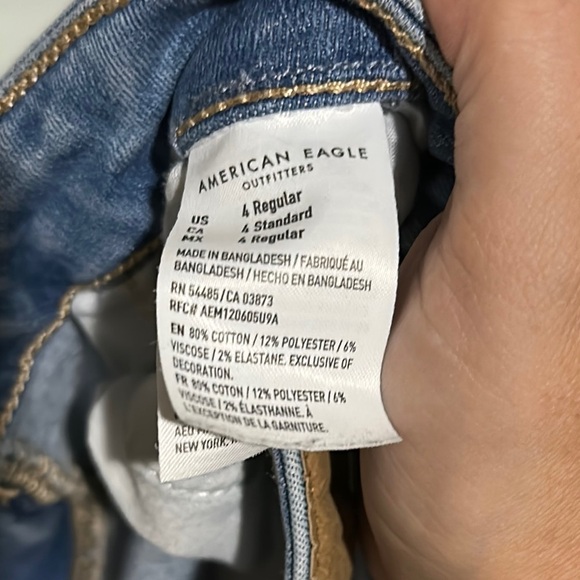 AMERICAN EAGLE
OUTFITTERS
US 4 Regular
CA 4 Standard
MX 4 Regular
MADE IN BANGLADESH / FABRIQUÉ AU
BANGLADESH / HECHO EN BANGLADESH
RN 54485/CA 03873
RFC# AEM120605U9A
EN 80% COTTON / 12% POLYESTER / 6%
VISCOSE / 2% ELASTANE. EXCLUSIVE OF
DECORATION.
FR 80% COTON / 12% POLYESTER / 6%
VISCOSE / 2% ÉLASTHANNE. À
L'EXCEPTION DE LA GARNITURE.
AEO
NEW YORK,